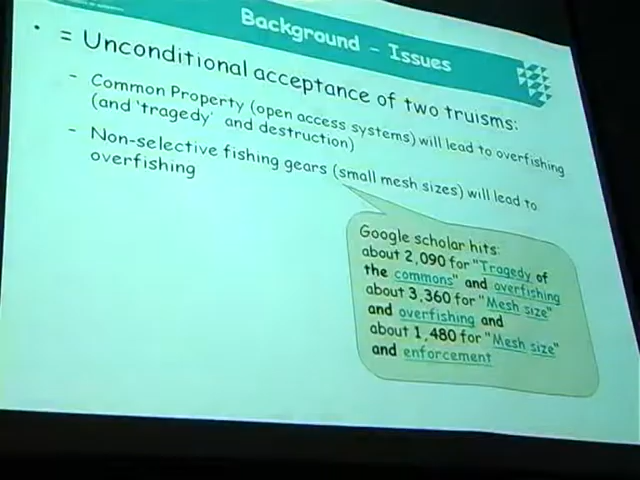 Background - Issues
• = Unconditional acceptance of two truisms:
- Common Property (open access systems) will lead to overfishing
(and 'tragedy' and destruction)
- Non-selective fishing gears (small mesh sizes) will lead to
overfishing
Google scholar hits:
about 2,090 for "Tragedy of
the commons" and overfishing
about 3,360 for "Mesh size"
and overfishing and
about 1,480 for "Mesh size"
and enforcement